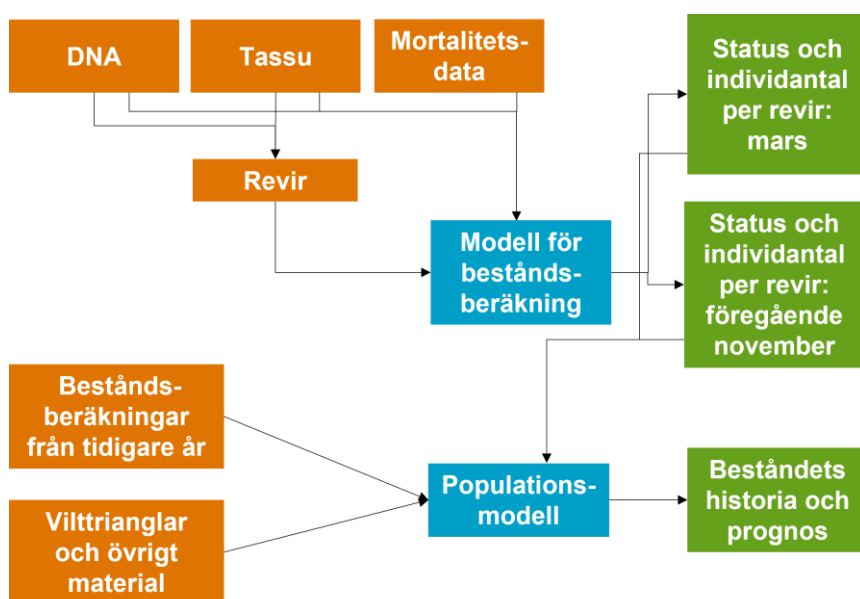 DNA
Tassu
Mortalitets-
data
Status och
individantal
per revir:
mars
Revir
Modell för
bestånds-
beräkning
Status och
individantal
per revir:
föregående
november
Bestånds-
beräkningar
från tidigare år
Populations-
modell
Beståndets
historia och
prognos
Vilttrianglar
och övrigt
material